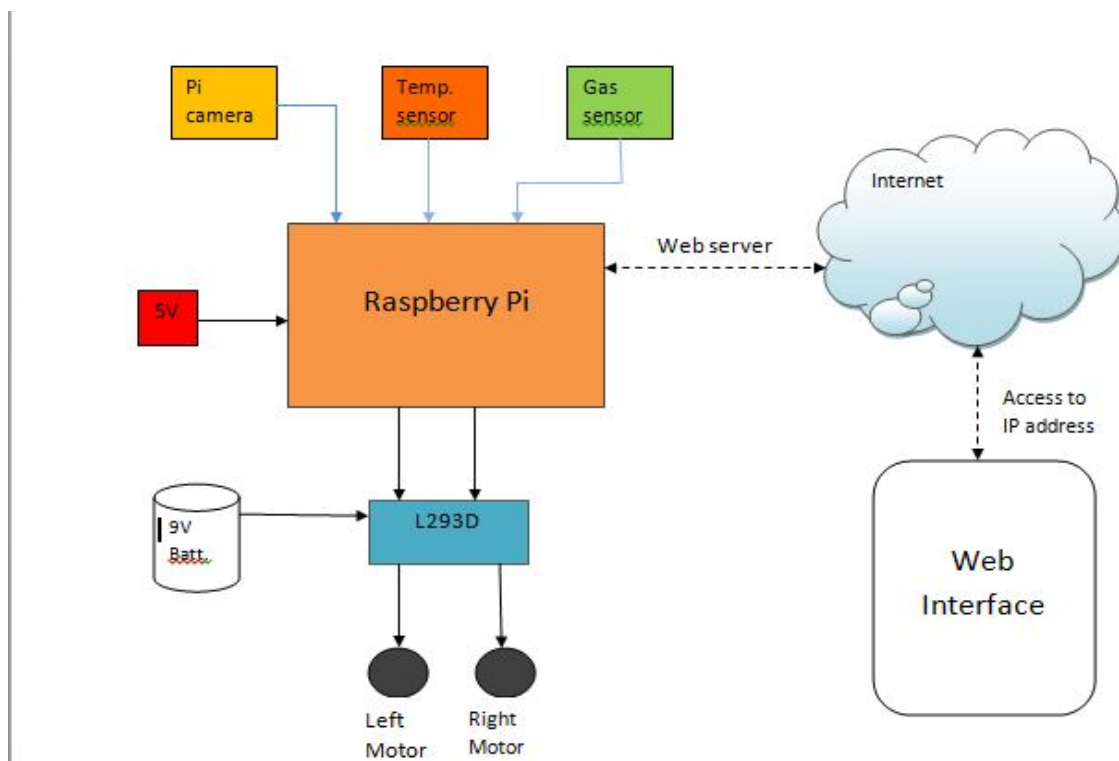 Pi
camera
Temp.
sensor
Gas
sensor
Internet
Web server
Raspberry Pi
5V
Access to
IP address
9V
Batt.
L293D
Web
Interface
Left
Motor
Right
Motor